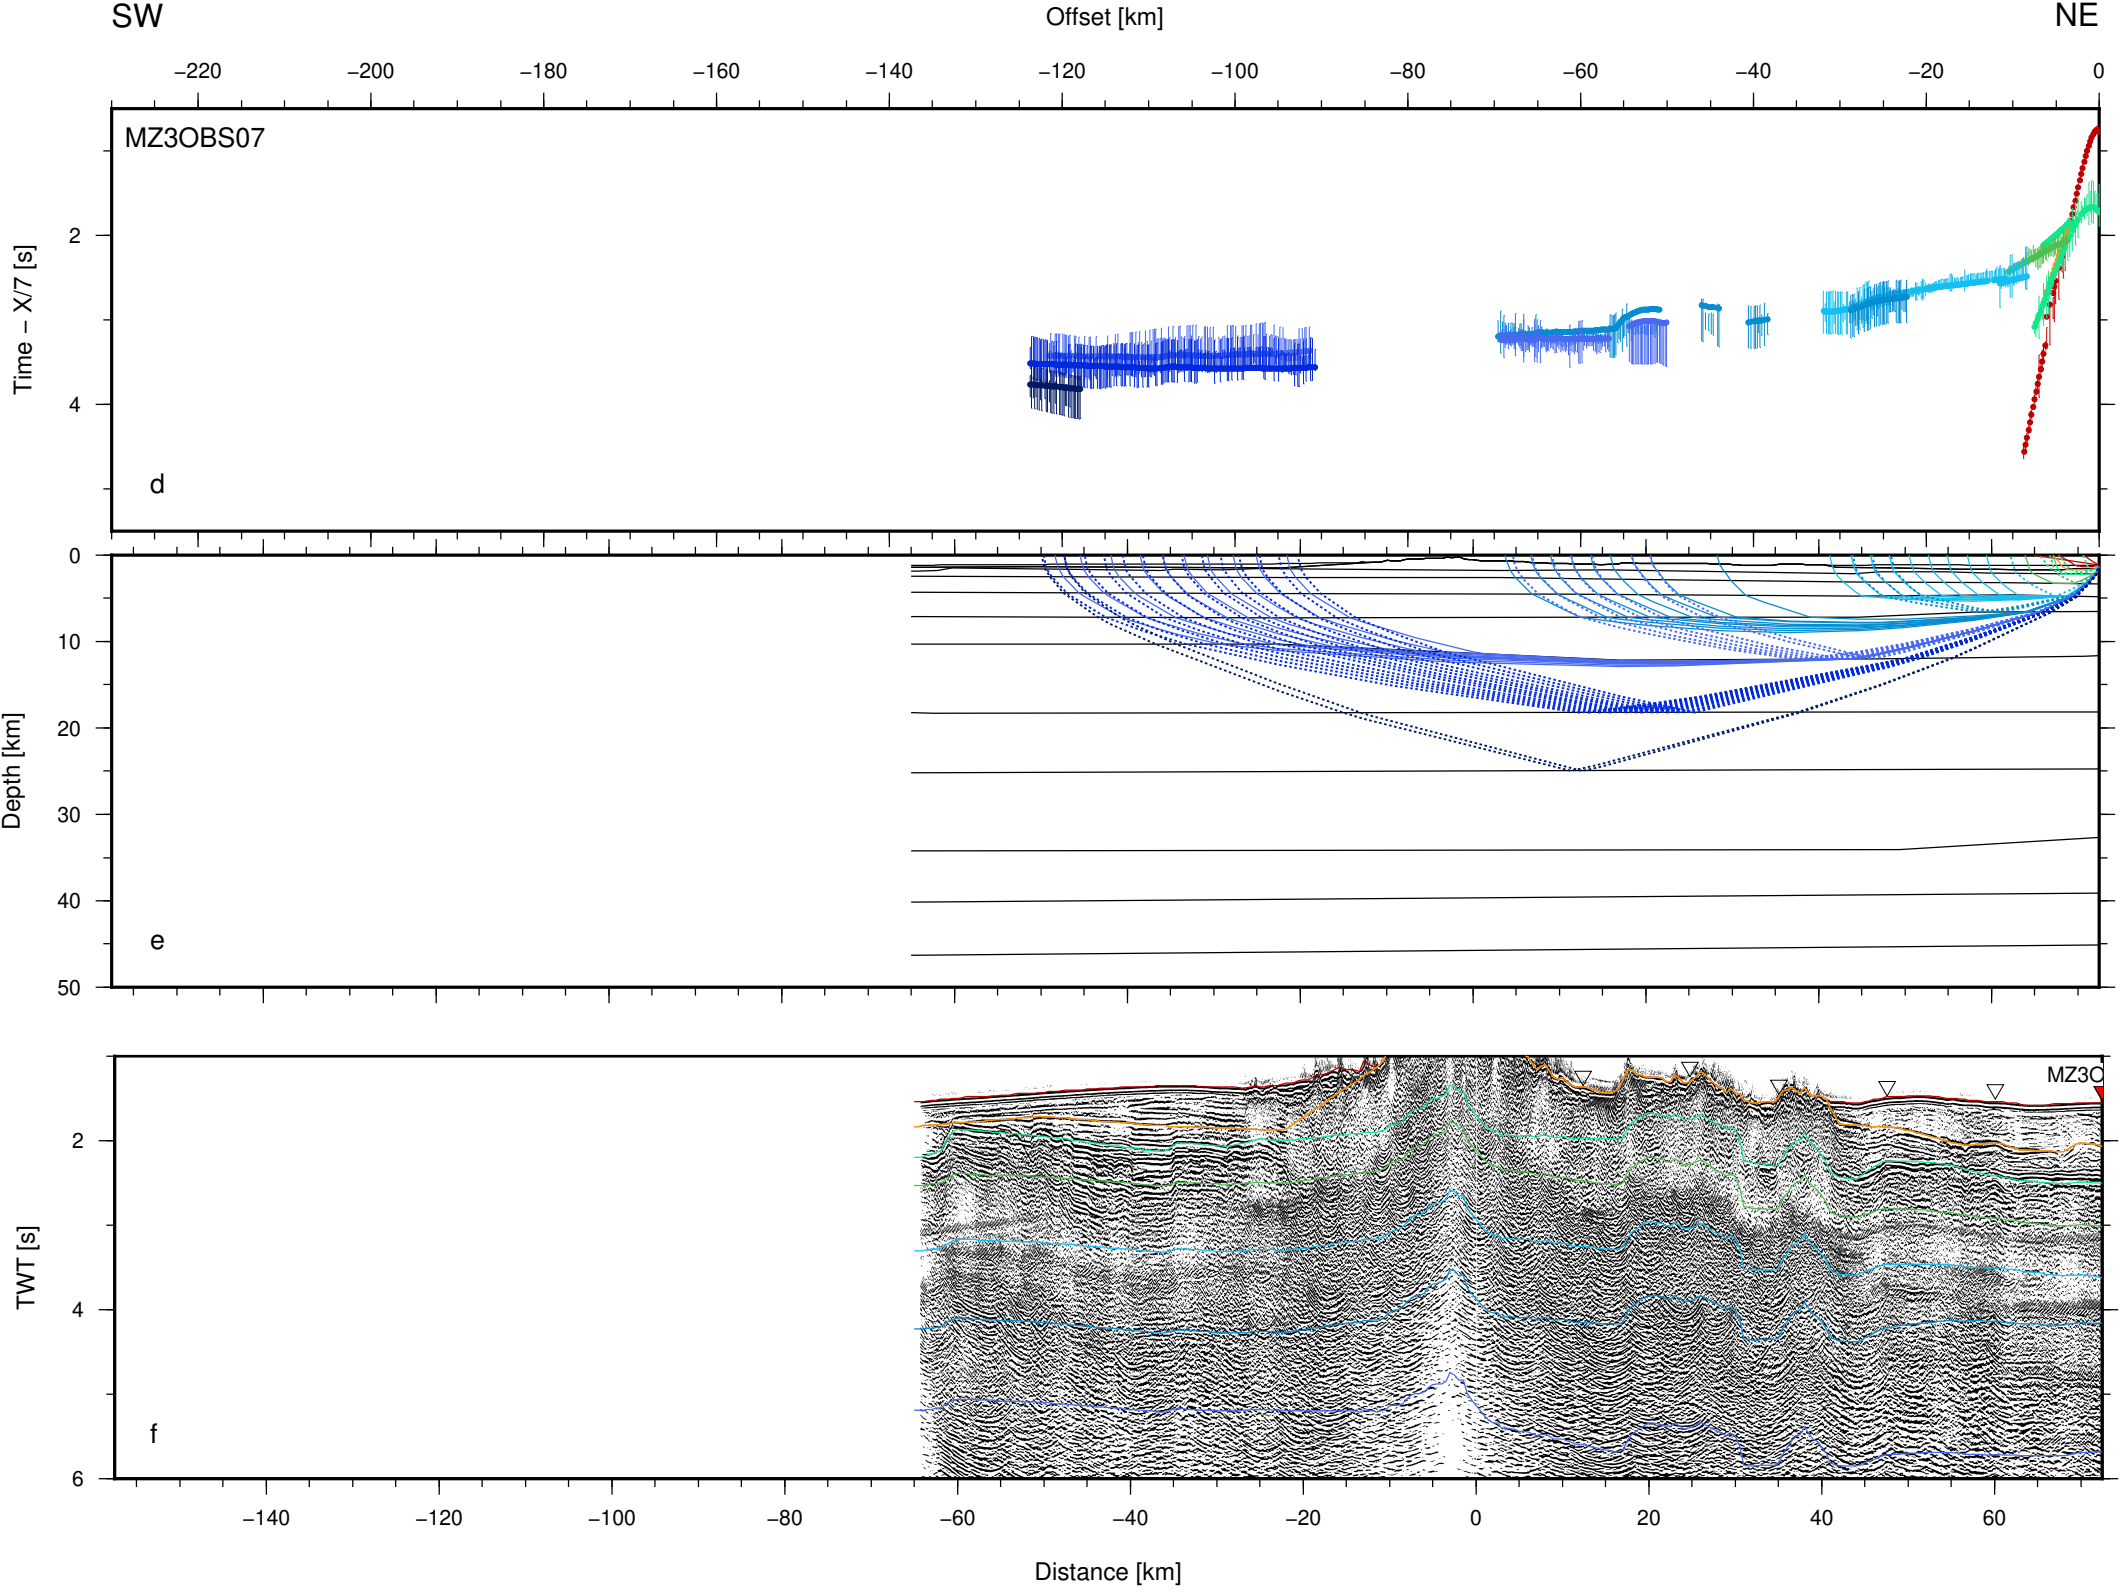 SW Offset [km] NE
−220 −200 −180 −160 −140 −120 −100 −80 −60 −40 −20 0
MZ3OBS07
Time − X/7 [s]
2
4
d
Depth [km]
0
10
20
30
40
50
e
MZ3O
TWT [s]
2
4
6
f
−140 −120 −100 −80 −60 −40 −20 0 20 40 60
Distance [km]